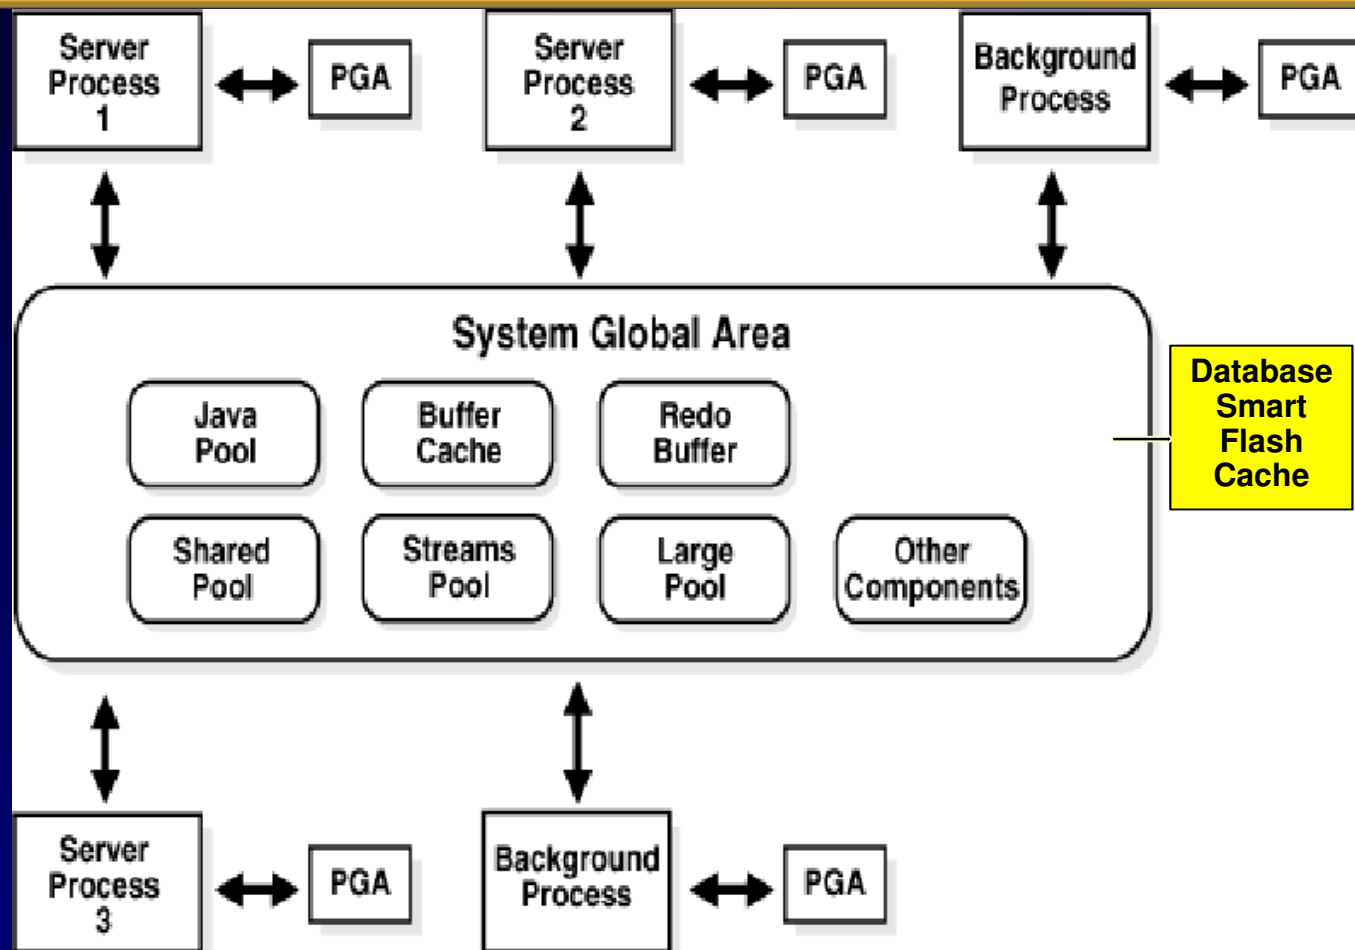 Server
Process
1
PGA
Server
Process
2
PGA
Background
Process
PGA
System Global Area
Java
Pool
Buffer
Cache
Redo
Buffer
Database
Smart
Flash
Cache
Shared
Pool
Streams
Pool
Large
Pool
Other
Components
Server
Process
3
PGA
Background
Process
PGA